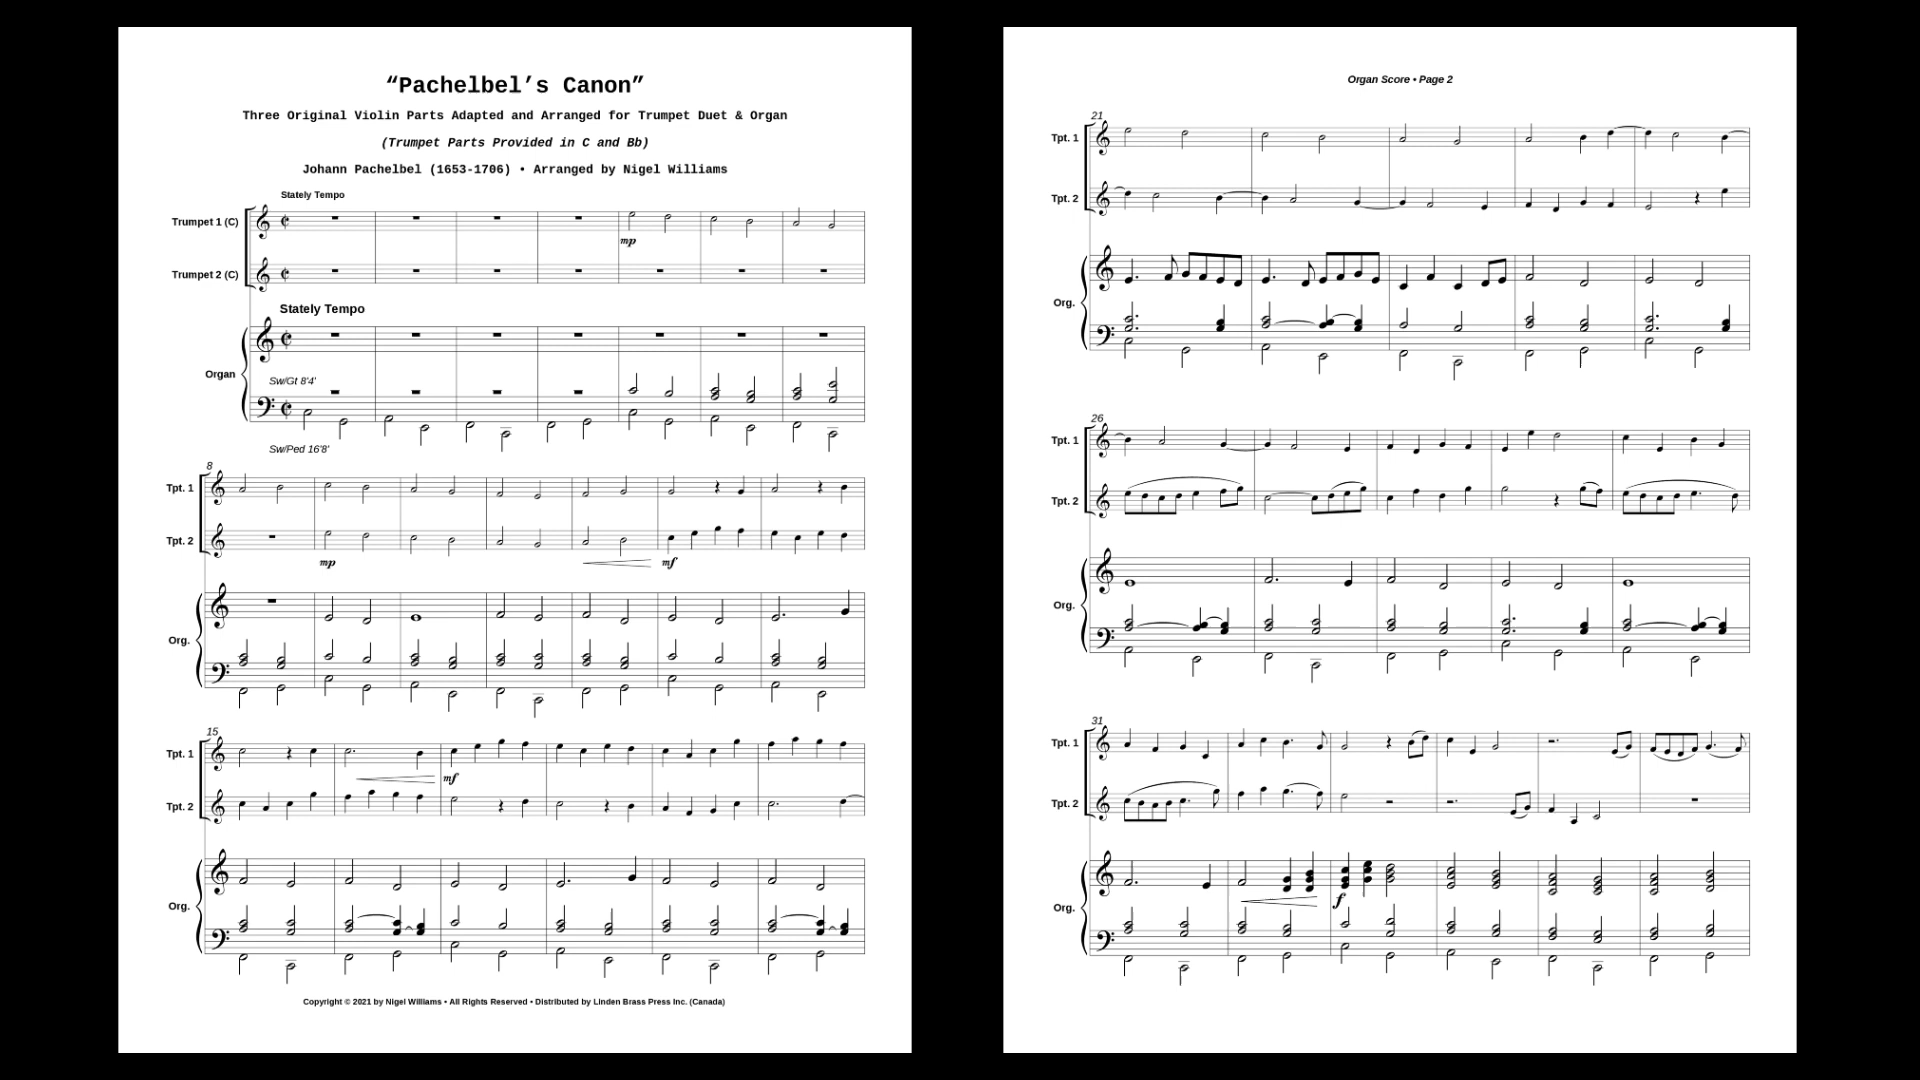 “Pachelbel’s Canon”
Three Original Violin Parts Adapted and Arranged for Trumpet Duet & Organ
(Trumpet Parts Provided in C and Bb)
Johann Pachelbel (1653-1706) • Arranged by Nigel Williams
Stately Tempo
Trumpet 1 (C)
mp
Trumpet 2 (C)
Stately Tempo
Organ
Sw/Gt 8'4'
Sw/Ped 16'8'
8
Tpt. 1
Tpt. 2
mp
mf
Org.
15
Tpt. 1
mf
Tpt. 2
Org.
Copyright © 2021 by Nigel Williams • All Rights Reserved • Distributed by Linden Brass Press Inc. (Canada)
Organ Score • Page 2
21
Tpt. 1
Tpt. 2
Org.
26
Tpt. 1
Tpt. 2
Org.
31
Tpt. 1
Tpt. 2
f
Org.